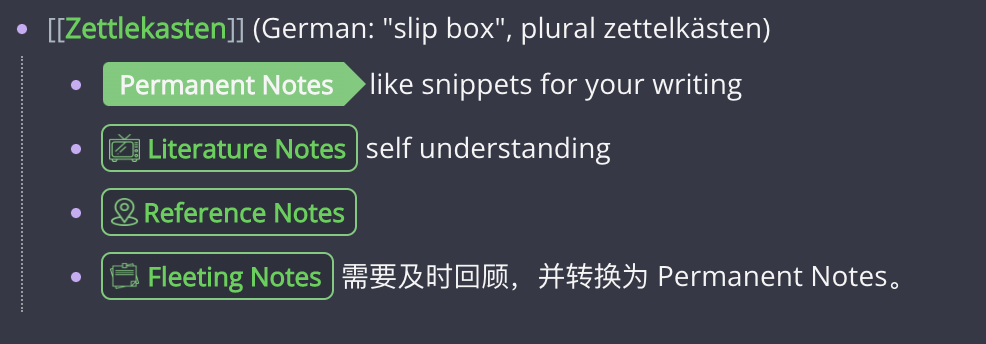 [[Zettlekasten]] (German: "slip box", plural zettelkästen)
Permanent Notes like snippets for your writing
Literature Notes self understanding
Reference Notes
Fleeting Notes 需要及时回顾，并转换为 Permanent Notes。